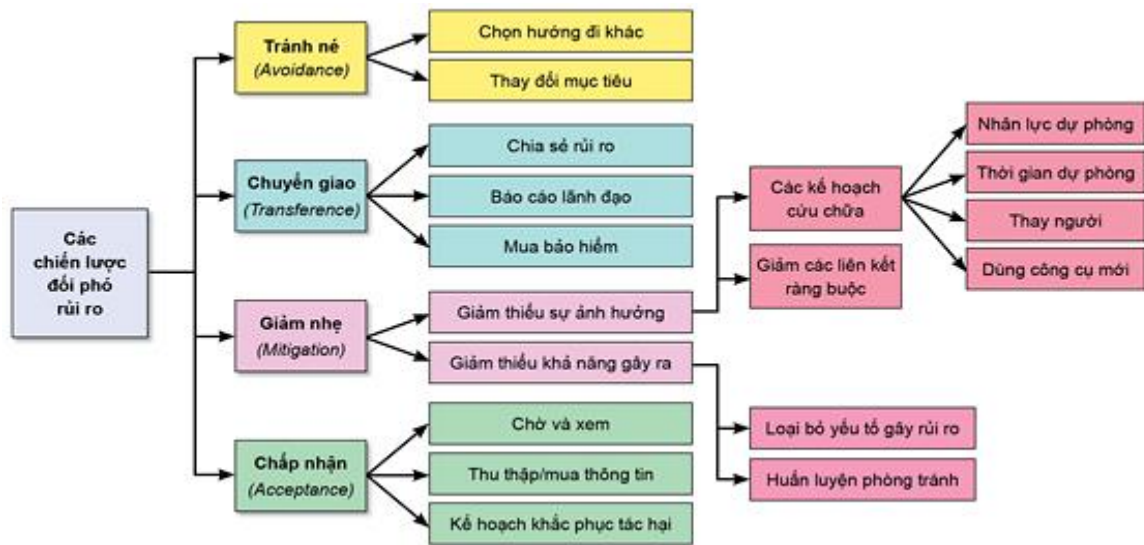 Các
chiến lược
đối phó
rủi ro
Tránh né
(Avoidance)
Chọn hướng đi khác
Thay đổi mục tiêu
Chuyển giao
(Transference)
Chia sẻ rủi ro
Báo cáo lãnh đạo
Mua bảo hiểm
Giảm nhẹ
(Mitigation)
Giảm thiểu sự ảnh hưởng
Giảm thiểu khả năng gây ra
Các kế hoạch
cứu chữa
Giảm các liên kết
ràng buộc
Nhân lực dự phòng
Thời gian dự phòng
Thay người
Dùng công cụ mới
Loại bỏ yếu tố gây rủi ro
Huấn luyện phòng tránh
Chấp nhận
(Acceptance)
Chờ và xem
Thu thập/mua thông tin
Kế hoạch khắc phục tác hại